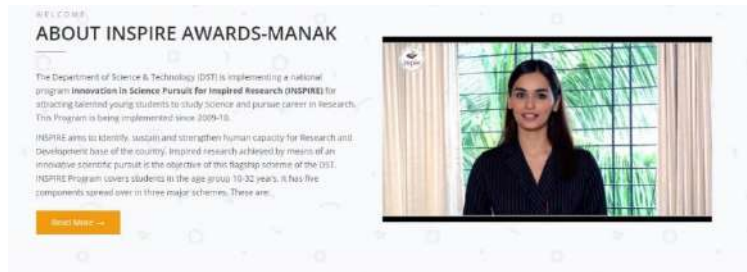 WELCOME
ABOUT INSPIRE AWARDS-MANAK
The Department of Science & Technology (DST) is implementing a national
program Innovation in Science Pursuit for Inspired Research (INSPIRE) for
attracting talented young students to study Science and pursue career in Research.
This Program is being implemented since 2009-10.
INSPIRE aims to identify, sustain and strengthen human capacity for Research and
Development base of the country. Inspired research achieved by means of an
innovative scientific pursuit is the objective of this flagship scheme of the DST.
INSPIRE Program covers students in the age group 10-32 years. It has five
components spread over in three major schemes. These are:
Read More →